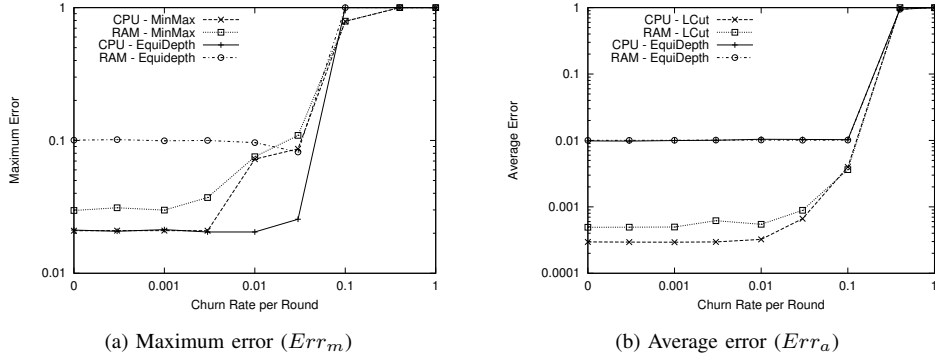 CPU - MinMax
RAM - MinMax
CPU - EquiDepth
RAM - Equidepth
1
0.1
0.01
Maximum Error
0
0.001
0.01
0.1
1
Churn Rate per Round
(a) Maximum error (Err_m)
CPU - LCut
RAM - LCut
CPU - EquiDepth
RAM - EquiDepth
1
0.1
0.01
0.001
0.0001
Average Error
0
0.001
0.01
0.1
1
Churn Rate per Round
(b) Average error (Err_a)